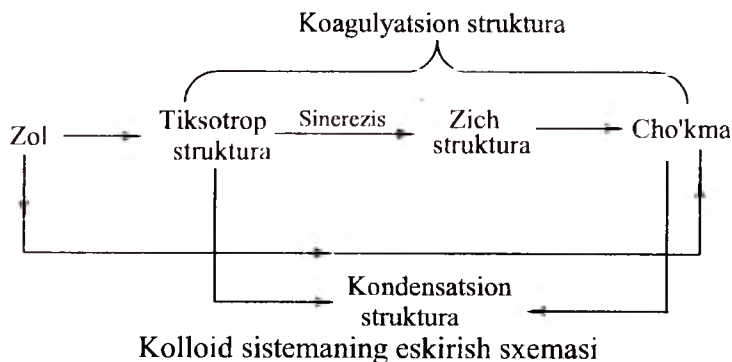 Koagulyatsion struktura
Zol
Tiksotrop
struktura
Sinerezis
Zich
struktura
Cho'kma
Kondensatsion
struktura
Kolloid sistemaning eskirish sxemasi